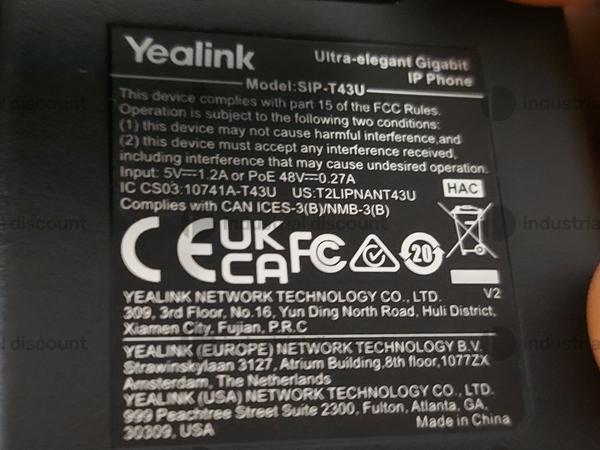 Yealink
Ultra-elegant Gigabit
IP Phone
Model:SIP-T43U
This device complies with part 15 of the FCC Rules.
Operation is subject to the following two conditions:
(1) this device may not cause harmful interference,and
(2) this device must accept any interference received,
including interference that may cause undesired operation.
Input: 5V⎓1.2A or PoE 48V⎓0.27A
IC CS03:10741A-T43U US:T2LIPNANT43U
HAC
Complies with CAN ICES-3(B)/NMB-3(B)
CE UK CA FC 20
V2
YEALINK NETWORK TECHNOLOGY CO., LTD.
309, 3rd Floor, No.16, Yun Ding North Road, Huli District,
Xiamen City, Fujian, P.R.C
YEALINK (EUROPE) NETWORK TECHNOLOGY B.V.
Strawinskylaan 3127, Atrium Building,8th floor,1077ZX
Amsterdam, The Netherlands
YEALINK (USA) NETWORK TECHNOLOGY CO., LTD.
999 Peachtree Street Suite 2300, Fulton, Atlanta, GA,
30309, USA
Made in China
industrial discount